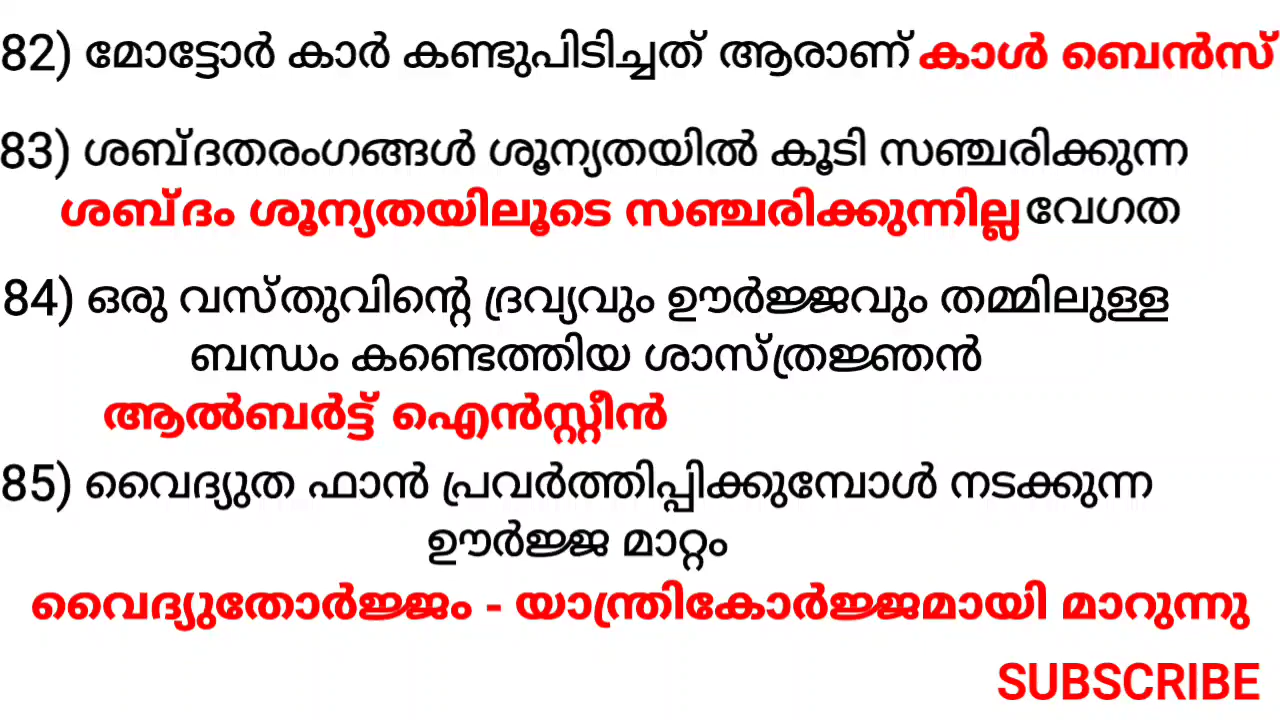 82) മോട്ടോർ കാർ കണ്ടുപിടിച്ചത് ആരാണ് കാൾ ബെൻസ്
83) ശബ്ദതരംഗങ്ങൾ ശൂന്യതയിൽ കൂടി സഞ്ചരിക്കുന്ന
ശബ്ദം ശൂന്യതയിലൂടെ സഞ്ചരിക്കുന്നില്ല വേഗത
84) ഒരു വസ്തുവിന്റെ ദ്രവ്യവും ഊർജ്ജവും തമ്മിലുള്ള
ബന്ധം കണ്ടെത്തിയ ശാസ്ത്രജ്ഞൻ
ആൽബർട്ട് ഐൻസ്റ്റീൻ
85) വൈദ്യുത ഫാൻ പ്രവർത്തിപ്പിക്കുമ്പോൾ നടക്കുന്ന
ഊർജ്ജ മാറ്റം
വൈദ്യുതോർജ്ജം - യാന്ത്രികോർജ്ജമായി മാറുന്നു
SUBSCRIBE